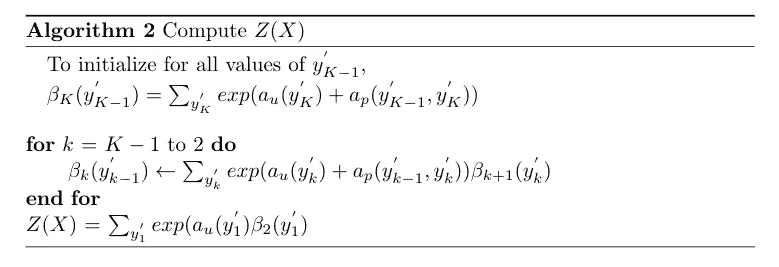 Algorithm 2 Compute Z(X)
To initialize for all values of y'_{K-1},
β_K(y'_{K-1}) = ∑_{y'_K} exp(a_u(y'_K) + a_p(y'_{K-1}, y'_K))
for k = K − 1 to 2 do
β_k(y'_{k-1}) ← ∑_{y'_k} exp(a_u(y'_k) + a_p(y'_{k-1}, y'_k))β_{k+1}(y'_k)
end for
Z(X) = ∑_{y'_1} exp(a_u(y'_1)β_2(y'_1)